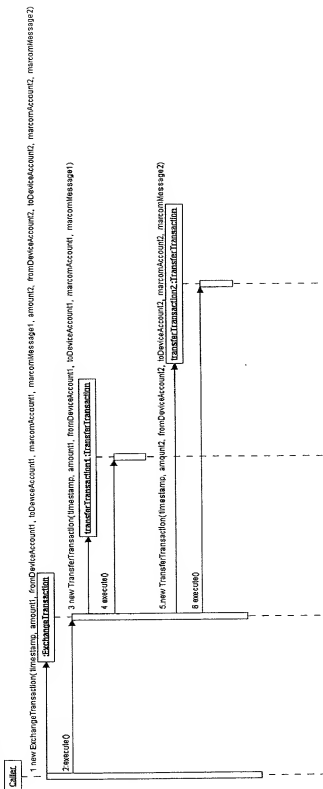 Caller
1 new ExchangeTransaction(timestamp, amount1, fromDeviceAccount1, toDeviceAccount1, marcomAccount1, marcomMessage1, amount2, fromDeviceAccount2, toDeviceAccount2, marcomAccount2, marcomMessage2)
:ExchangeTransaction
2:execute()
3 new TransferTransaction(timestamp, amount1, fromDeviceAccount1, toDeviceAccount1, marcomAccount1, marcomMessage1)
transferTransaction1:TransferTransaction
4 execute()
5.new TransferTransaction(timestamp, amount2, fromDeviceAccount2, toDeviceAccount2, marcomAccount2, marcomMessage2)
transferTransaction2:TransferTransaction
6 execute()